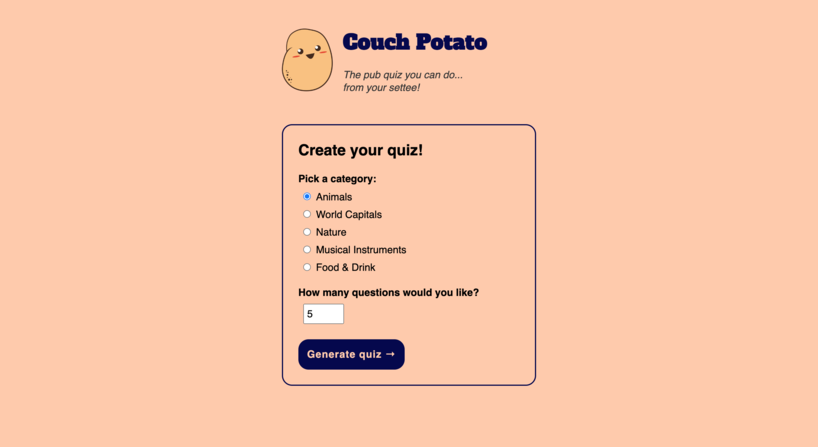 Couch Potato
The pub quiz you can do...
from your settee!
Create your quiz!
Pick a category:
Animals
World Capitals
Nature
Musical Instruments
Food & Drink
How many questions would you like?
5
Generate quiz →